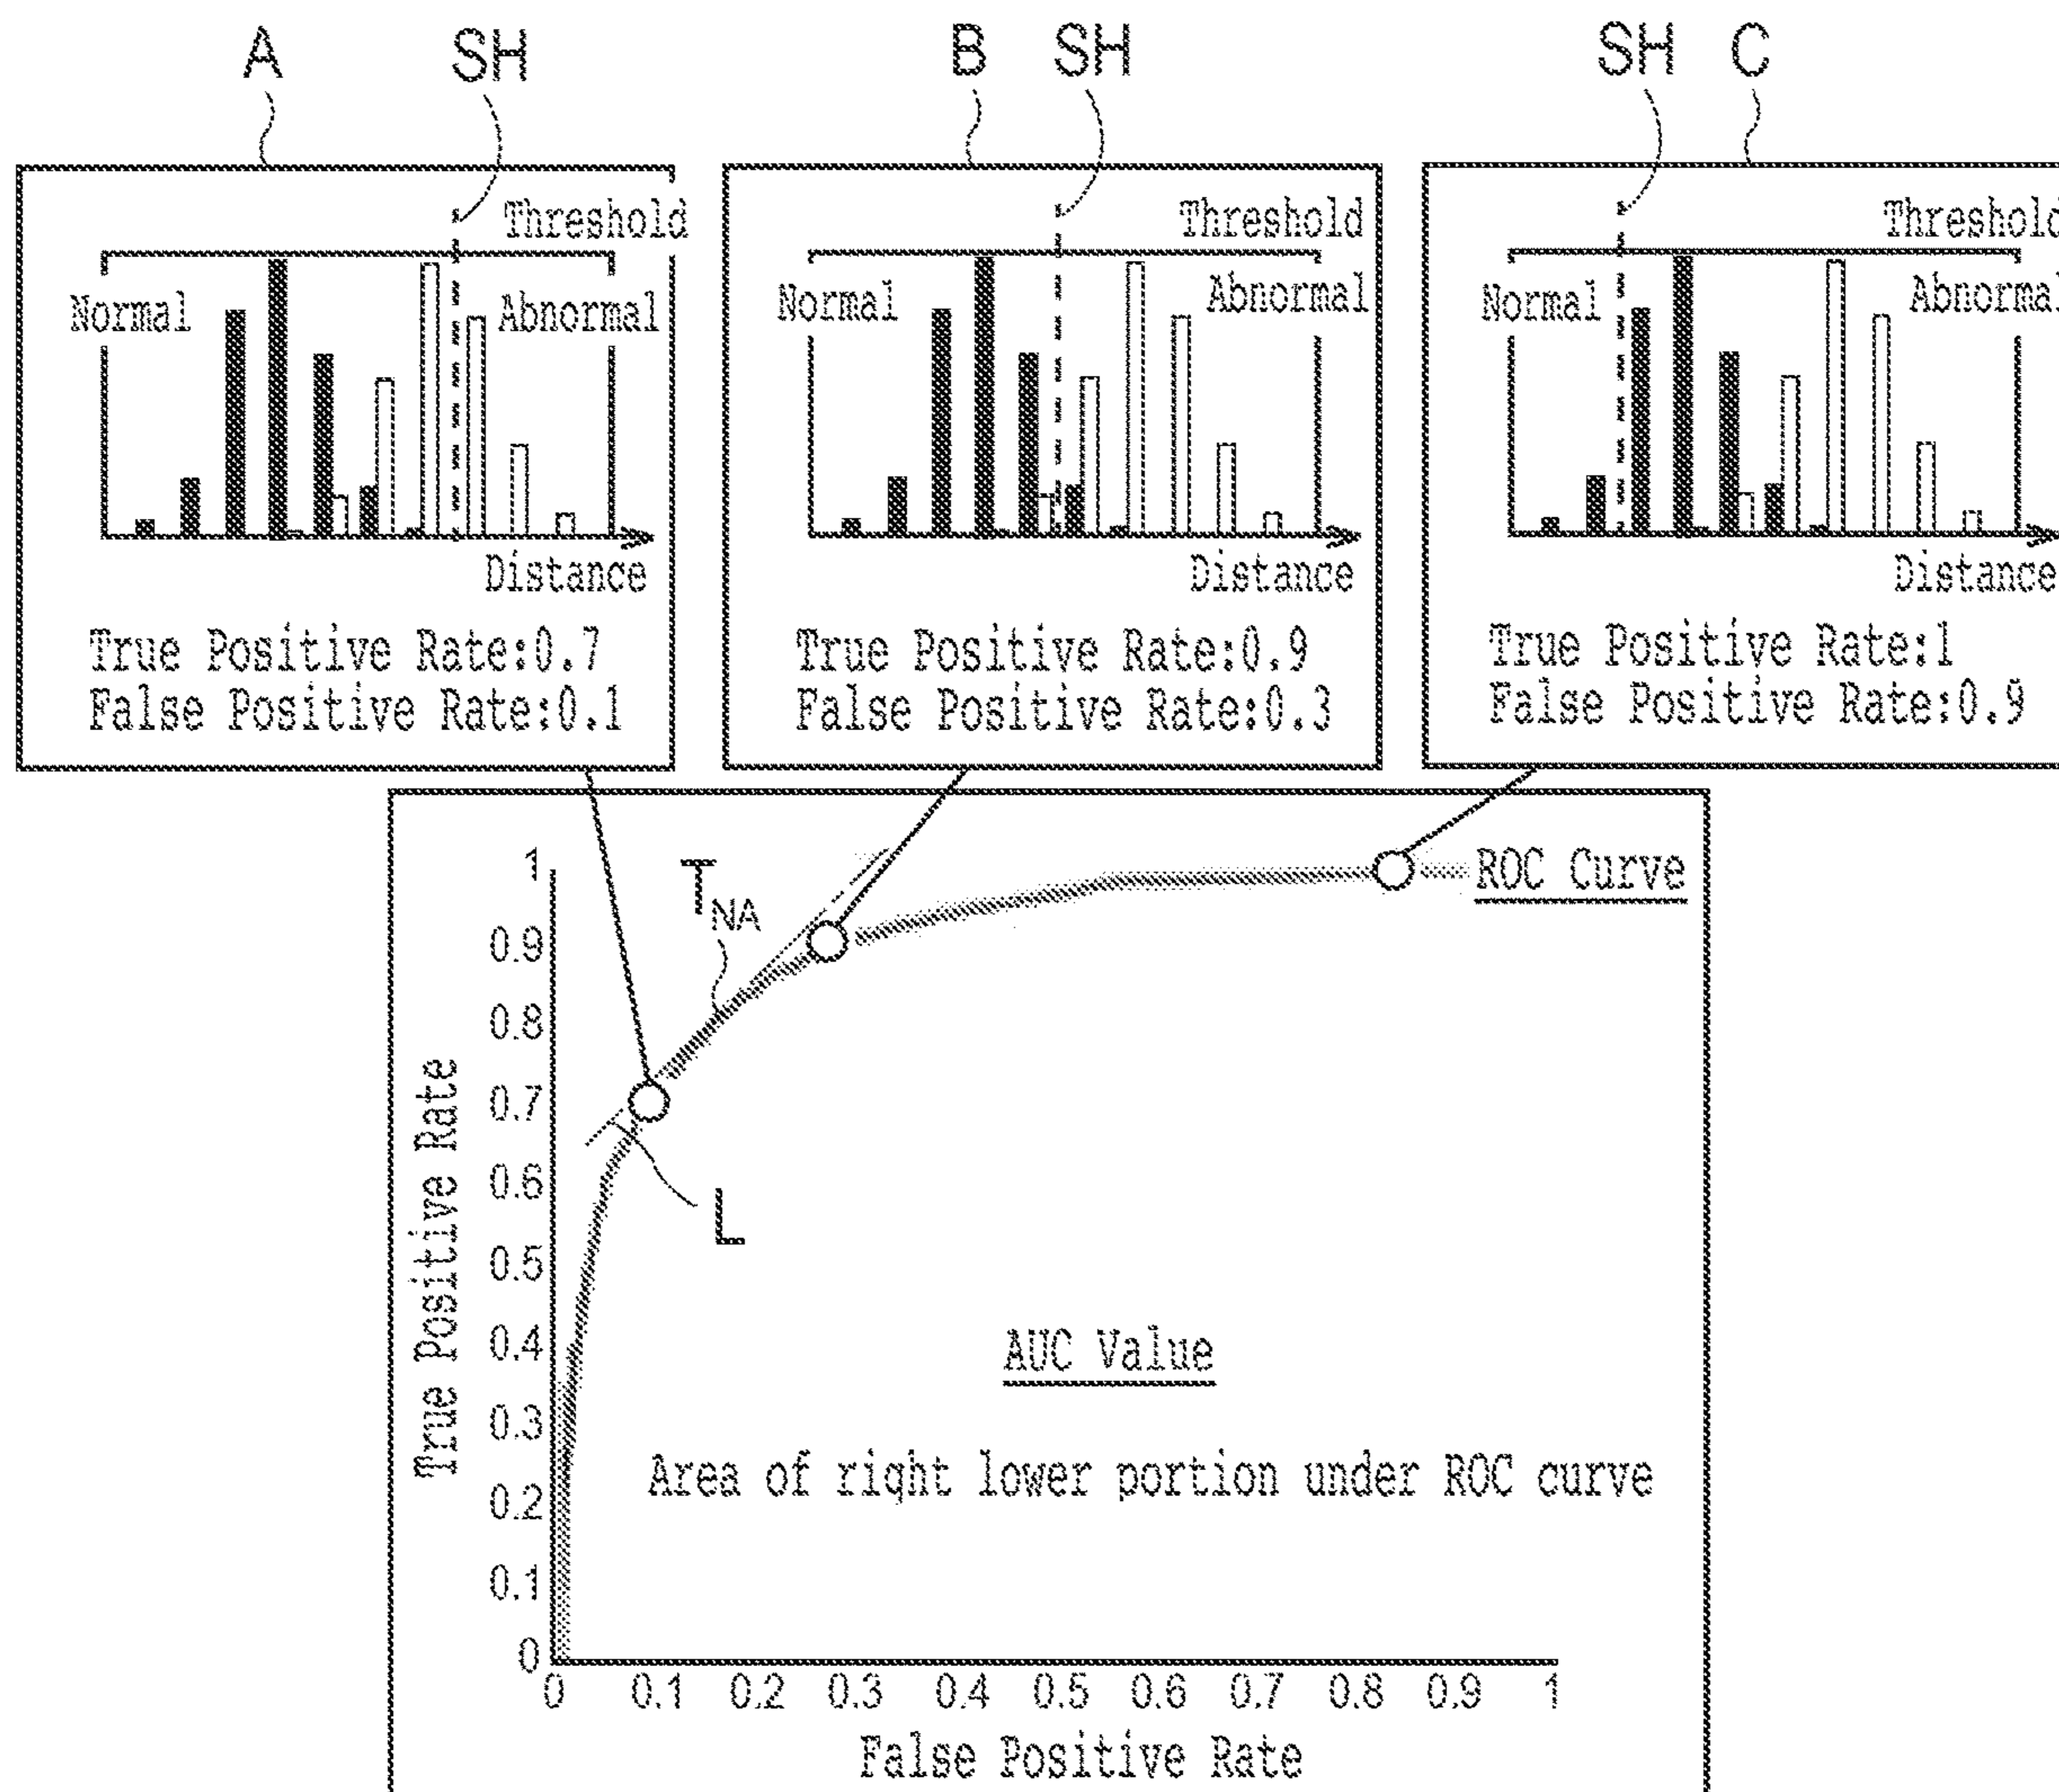 A SH
B SH
SH C
Threshold
Normal
Abnormal
Distance
True Positive Rate:0.7
False Positive Rate:0.1
Threshold
Normal
Abnormal
Distance
True Positive Rate:0.9
False Positive Rate:0.3
Threshold
Normal
Abnormal
Distance
True Positive Rate:1
False Positive Rate:0.9
ROC Curve
TNA
L
True Positive Rate
1
0.9
0.8
0.7
0.6
0.5
0.4
0.3
0.2
0.1
0
AUC Value
Area of right lower portion under ROC curve
0 0.1 0.2 0.3 0.4 0.5 0.6 0.7 0.8 0.9 1
False Positive Rate